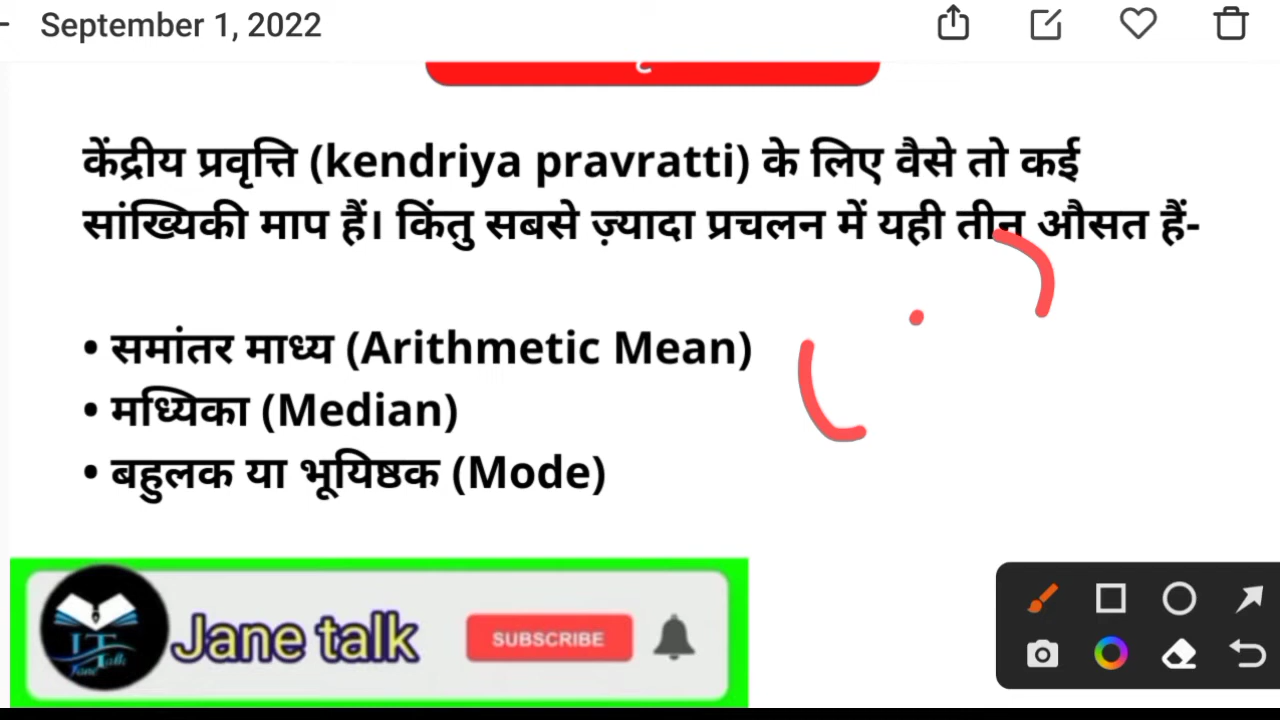 September 1, 2022
केंद्रीय प्रवृत्ति (kendriya pravratti) के लिए वैसे तो कई
सांख्यिकी माप हैं। किंतु सबसे ज़्यादा प्रचलन में यही तीन औसत हैं-
• समांतर माध्य (Arithmetic Mean)
• मध्यिका (Median)
• बहुलक या भूयिष्ठक (Mode)
Jane talk
SUBSCRIBE